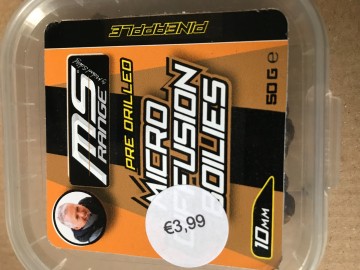 PINEAPPLE
MS
RANGE
PRE DRILLED
MICRO
FUSION
BOILIES
50 G e
10MM
€3,99